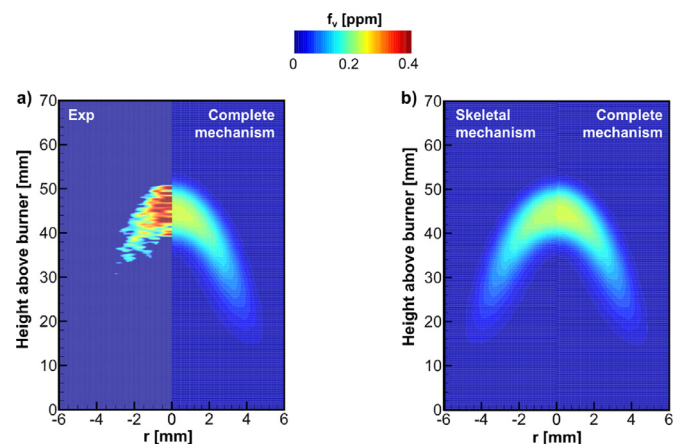 f_v [ppm]
0 0.2 0.4
a) b)
70 Exp Complete mechanism
60
50
40
30
20
10
0
Height above burner [mm]
-6 -4 -2 0 2 4 6
r [mm]
70 Skeletal mechanism Complete mechanism
60
50
40
30
20
10
0
Height above burner [mm]
-6 -4 -2 0 2 4 6
r [mm]